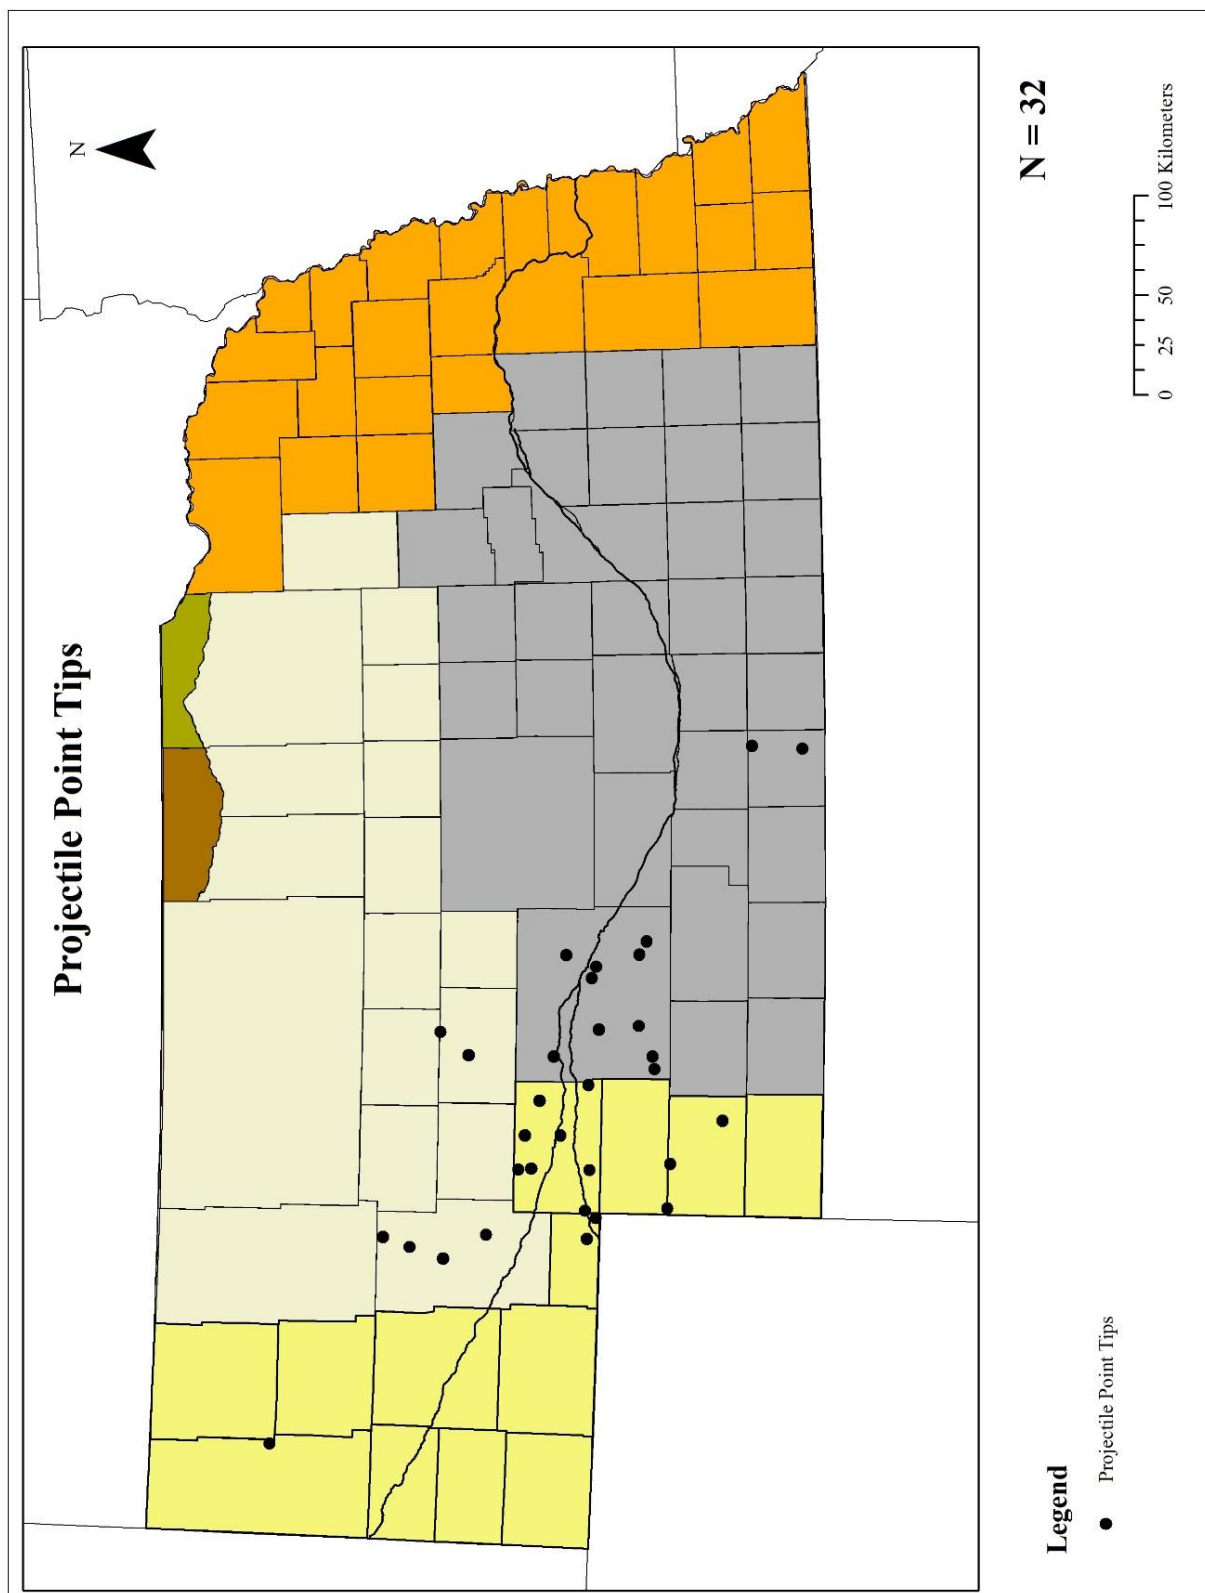 Projectile Point Tips
N
Legend
Projectile Point Tips
0 25 50 100 Kilometers
N = 32